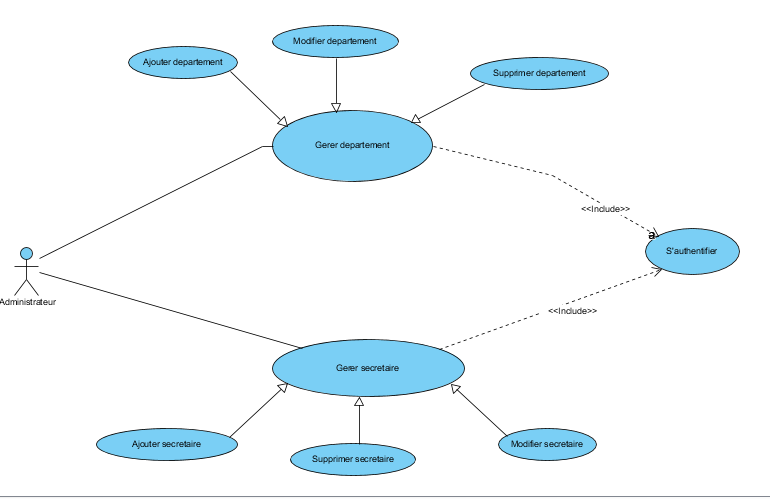 Modifier departement
Ajouter departement
Supprimer departement
Gerer departement
<<Include>>
a
S'authentifier
Administrateur
<<Include>>
Gerer secretaire
Ajouter secretaire
Modifier secretaire
Supprimer secretaire